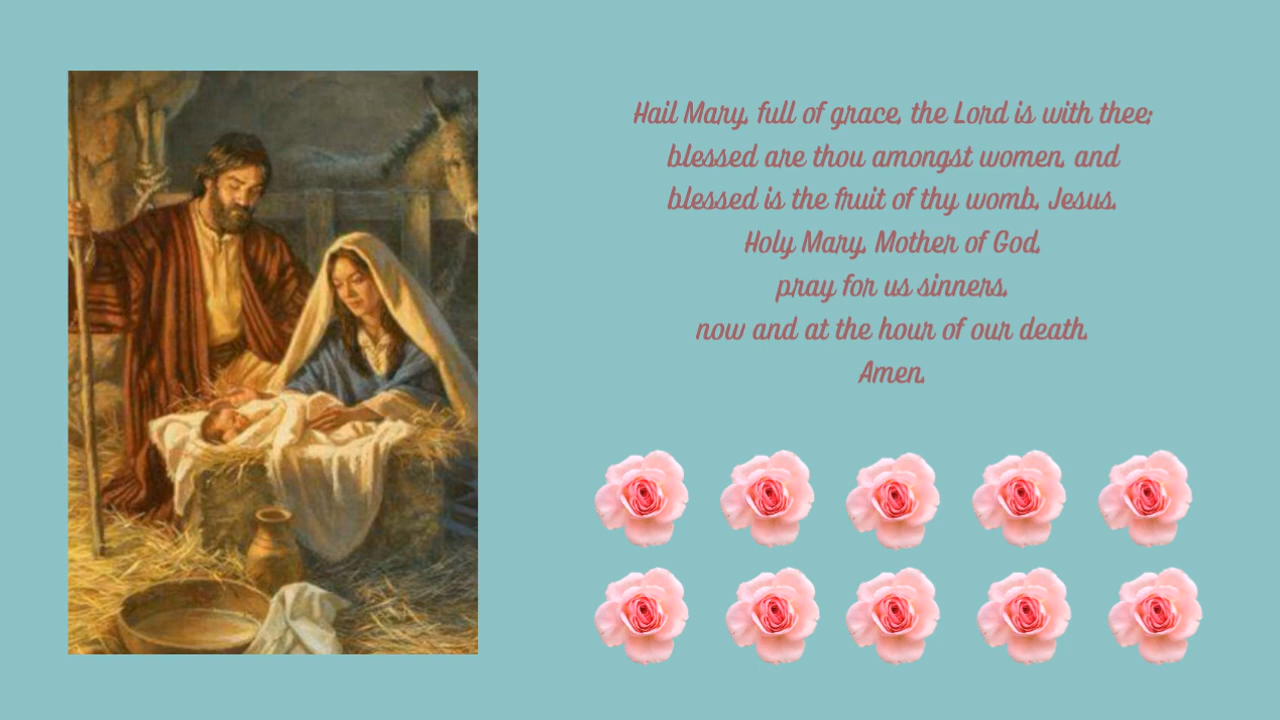 Hail Mary, full of grace, the Lord is with thee;
blessed are thou amongst women, and
blessed is the fruit of thy womb, Jesus.
Holy Mary, Mother of God,
pray for us sinners,
now and at the hour of our death.
Amen.